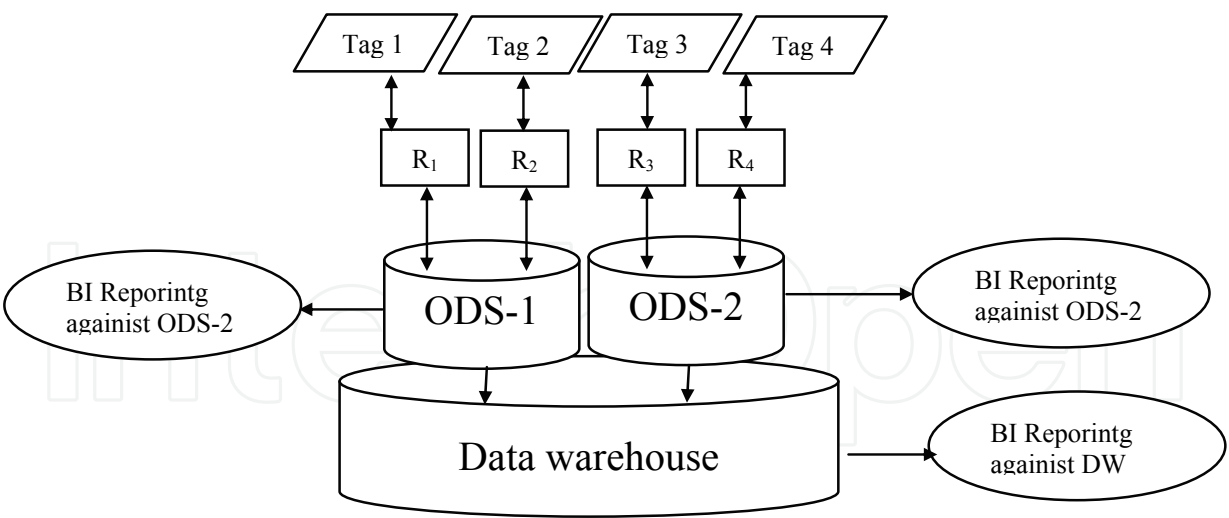 Tag 1
Tag 2
Tag 3
Tag 4
R₁
R₂
R₃
R₄
BI Reporintg
againist ODS-2
ODS-1
ODS-2
BI Reporintg
againist ODS-2
Data warehouse
BI Reporintg
againist DW
IntechOpen